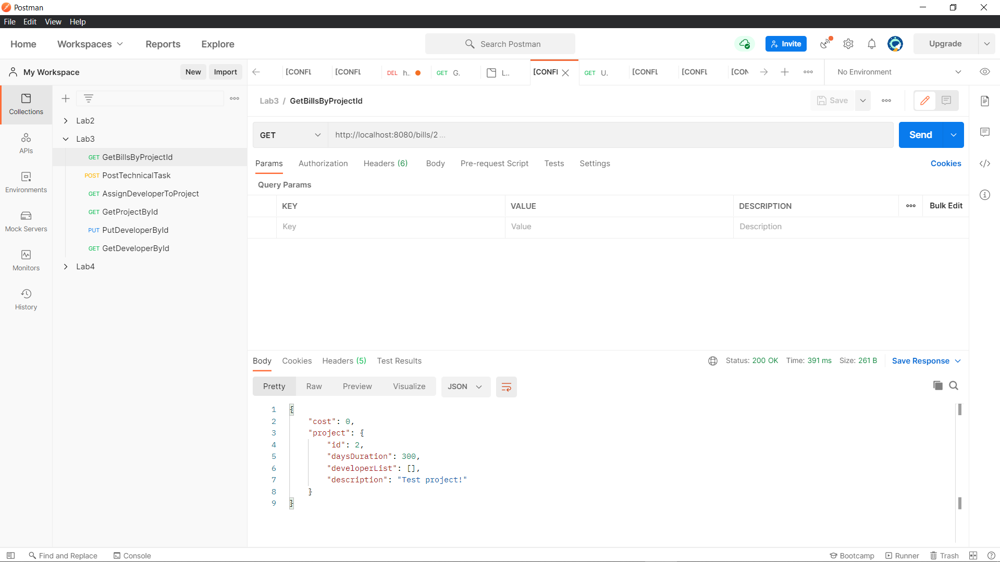 Postman
File Edit View Help
Home Workspaces Reports Explore Search Postman Invite Upgrade
My Workspace New Import
[CONFL [CONFL DEL h.. GET G. L.. [CONFI GET U. [CONFL [CONFL [CON No Environment
Collections
APIs
Environments
Mock Servers
Monitors
History
Lab2
Lab3
GET GetBillsByProjectId
POST PostTechnicalTask
GET AssignDeveloperToProject
GET GetProjectById
PUT PutDeveloperById
GET GetDeveloperById
Lab4
Lab3 / GetBillsByProjectId Save
GET http://localhost:8080/bills/2 ... Send
Params Authorization Headers (6) Body Pre-request Script Tests Settings Cookies
Query Params
KEY VALUE DESCRIPTION Bulk Edit
Key Value Description
Body Cookies Headers (5) Test Results Status: 200 OK Time: 391 ms Size: 261 B Save Response
Pretty Raw Preview Visualize JSON
1 {
2 "cost": 0,
3 "project": {
4 "id": 2,
5 "daysDuration": 300,
6 "developerList": [],
7 "description": "Test project!"
8 }
9 }
Find and Replace Console Bootcamp Runner Trash